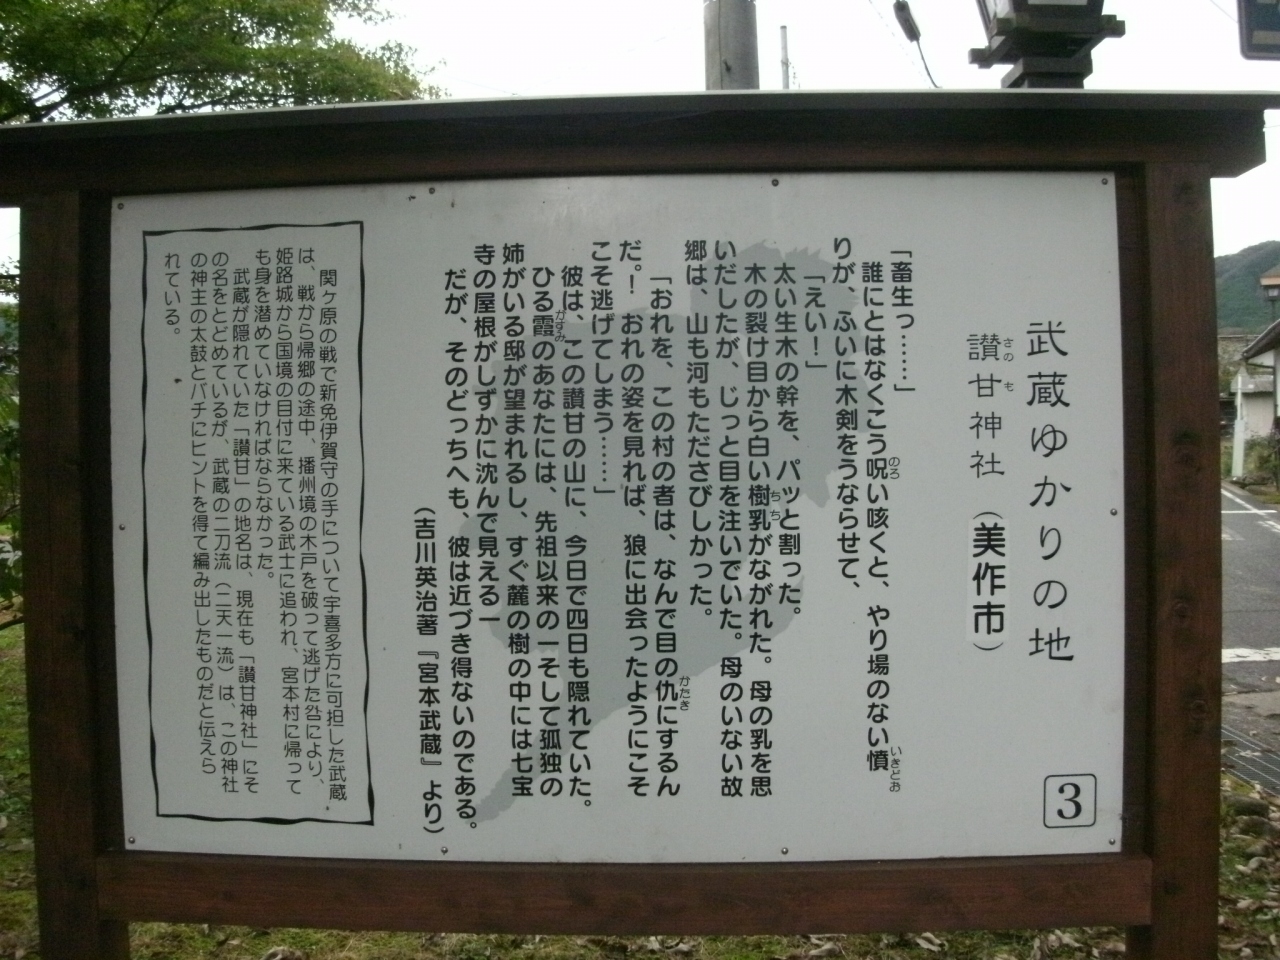 武蔵ゆかりの地
讃甘神社（美作市）
さのも
「畜生っ……」
誰にとはなくこう呪い咳くと、やり場のない憤
のろ
いきどお
りが、ふいに木剣をうならせて、
「えい！」
太い生木の幹を、パッと割った。
木の裂け目から白い樹乳がながれた。母の乳を思
ちち
いだしたが、じっと目を注いでいた。母のいない故
郷は、山も河もたださびしかった。
「おれを、この村の者は、なんで目の仇にするん
かたき
だ。！おれの姿を見れば、狼に出会ったようにこそ
こそ逃げてしまう……」
彼は、この讃甘の山に、今日で四日も隠れていた。
ひる霞のあなたには、先祖以来の一そして孤独の
がすみ
姉がいる邸が望まれるし、すぐ麓の樹の中には七宝
寺の屋根がしずかに沈んで見える一
だが、そのどっちへも、彼は近づき得ないのである。
（吉川英治著『宮本武蔵』より）
関ヶ原の戦で新免伊賀守の手について宇喜多方に可担した武蔵
は、戦から帰郷の途中、播州境の木戸を破って逃げた咎により、
姫路城から国境の目付に来ている武士に追われ、宮本村に帰って
も身を潜めていなければならなかった。
武蔵が隠れていた「讃甘」の地名は、現在も「讃甘神社」にそ
の名をとどめているが、武蔵の二刀流（二天一流）は、この神社
の神主の太鼓とバチにヒントを得て編み出したものだと伝えら
れている。
3